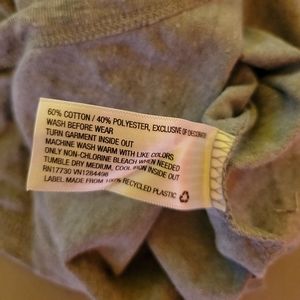 60% COTTON / 40% POLYESTER, EXCLUSIVE OF DECORATION
WASH BEFORE WEAR
TURN GARMENT INSIDE OUT
MACHINE WASH WARM WITH LIKE COLORS
ONLY NON-CHLORINE BLEACH WHEN NEEDED
TUMBLE DRY MEDIUM, COOL IRON INSIDE OUT
RN17730 VN1284498
LABEL MADE FROM 100% RECYCLED PLASTIC